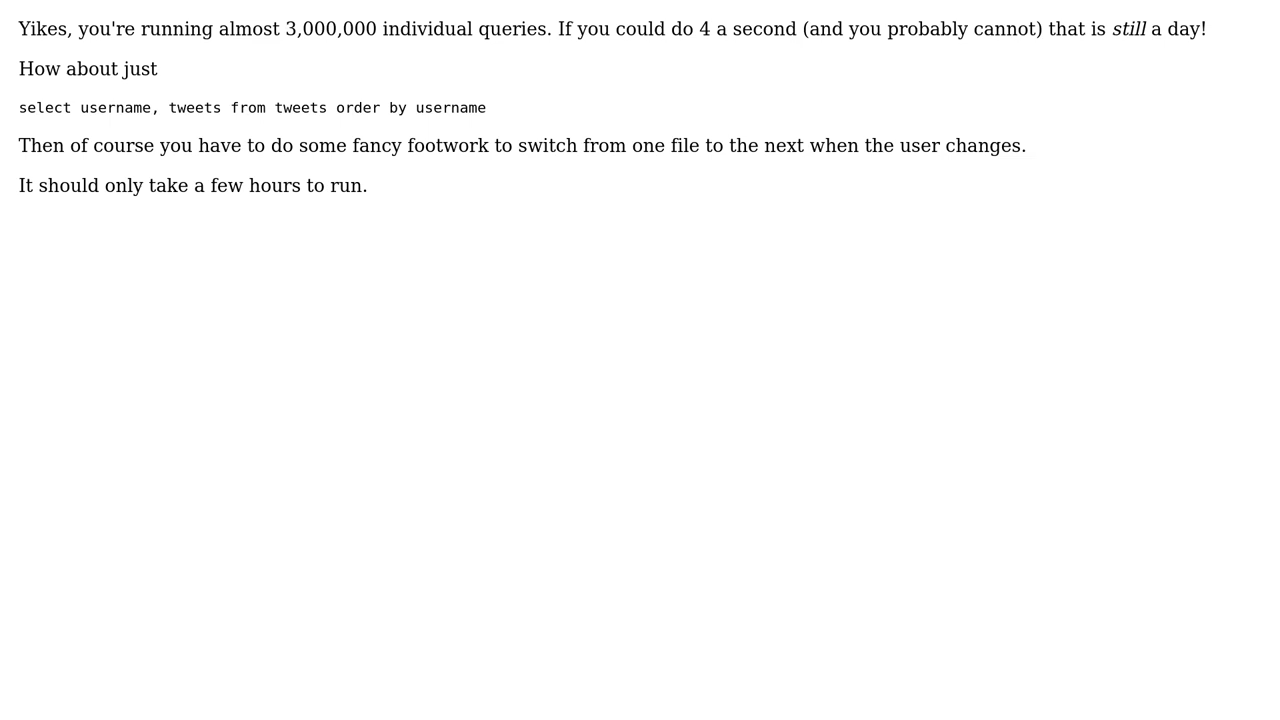 Yikes, you're running almost 3,000,000 individual queries. If you could do 4 a second (and you probably cannot) that is still a day!
How about just
select username, tweets from tweets order by username
Then of course you have to do some fancy footwork to switch from one file to the next when the user changes.
It should only take a few hours to run.